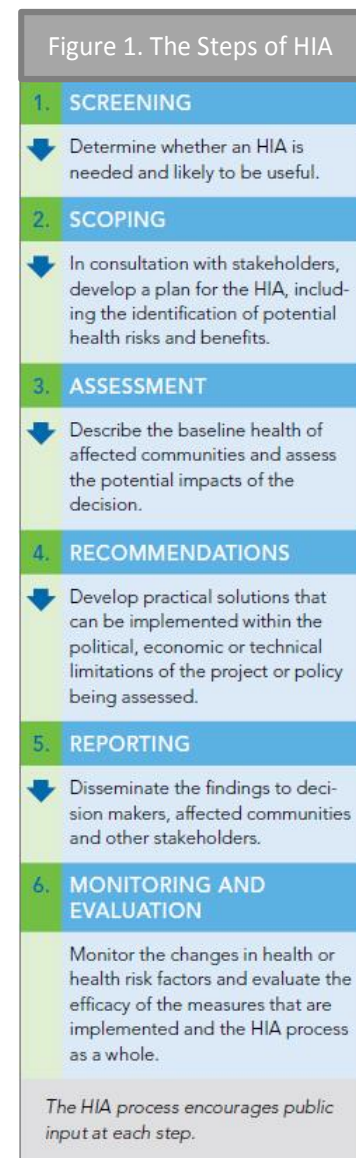 Figure 1. The Steps of HIA
1. SCREENING
Determine whether an HIA is
needed and likely to be useful.
2. SCOPING
In consultation with stakeholders,
develop a plan for the HIA, includ-
ing the identification of potential
health risks and benefits.
3. ASSESSMENT
Describe the baseline health of
affected communities and assess
the potential impacts of the
decision.
4. RECOMMENDATIONS
Develop practical solutions that
can be implemented within the
political, economic or technical
limitations of the project or policy
being assessed.
5. REPORTING
Disseminate the findings to deci-
sion makers, affected communities
and other stakeholders.
6. MONITORING AND
EVALUATION
Monitor the changes in health or
health risk factors and evaluate the
efficacy of the measures that are
implemented and the HIA process
as a whole.
The HIA process encourages public
input at each step.